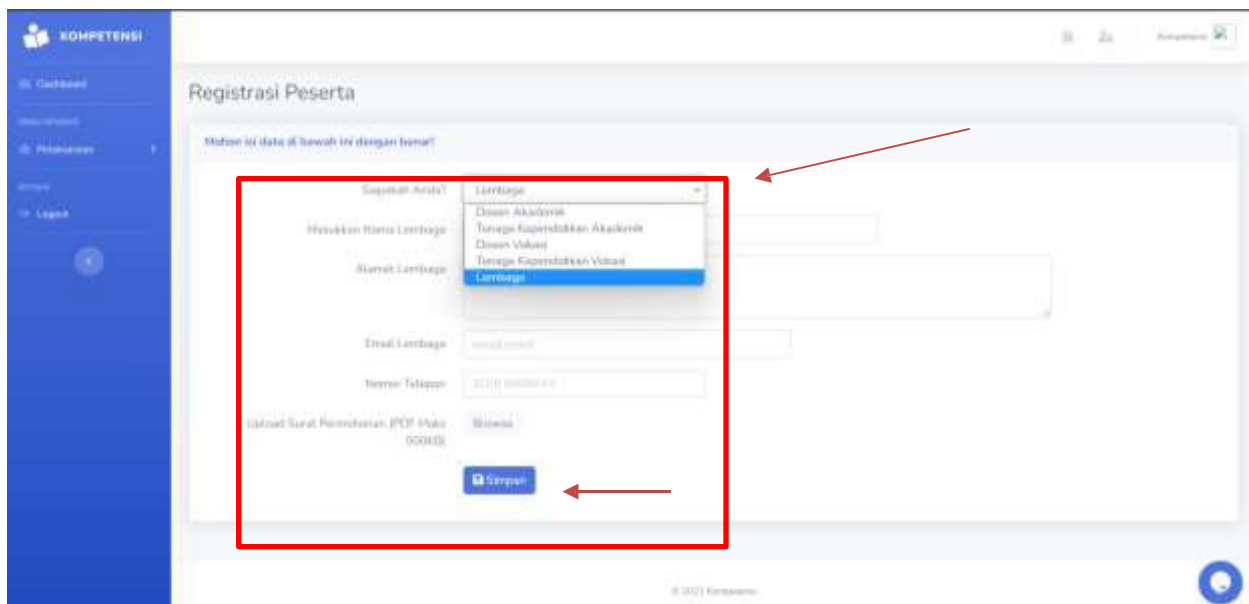 KOMPETENSI
Dashboard
Pelaksanaan
Logout
Registrasi Peserta
Mohon isi data di bawah ini dengan benar!
Siapakah Anda?
Lembaga
Dosen Akademik
Tenaga Kependidikan Akademik
Dosen Vokasi
Tenaga Kependidikan Vokasi
Lembaga
Masukkan Nama Lembaga
Alamat Lembaga
Email Lembaga
Nomor Telepon
Upload Surat Permohonan (PDF Maks
500KB)
Browse
Simpan
© 2021 Kompetensi